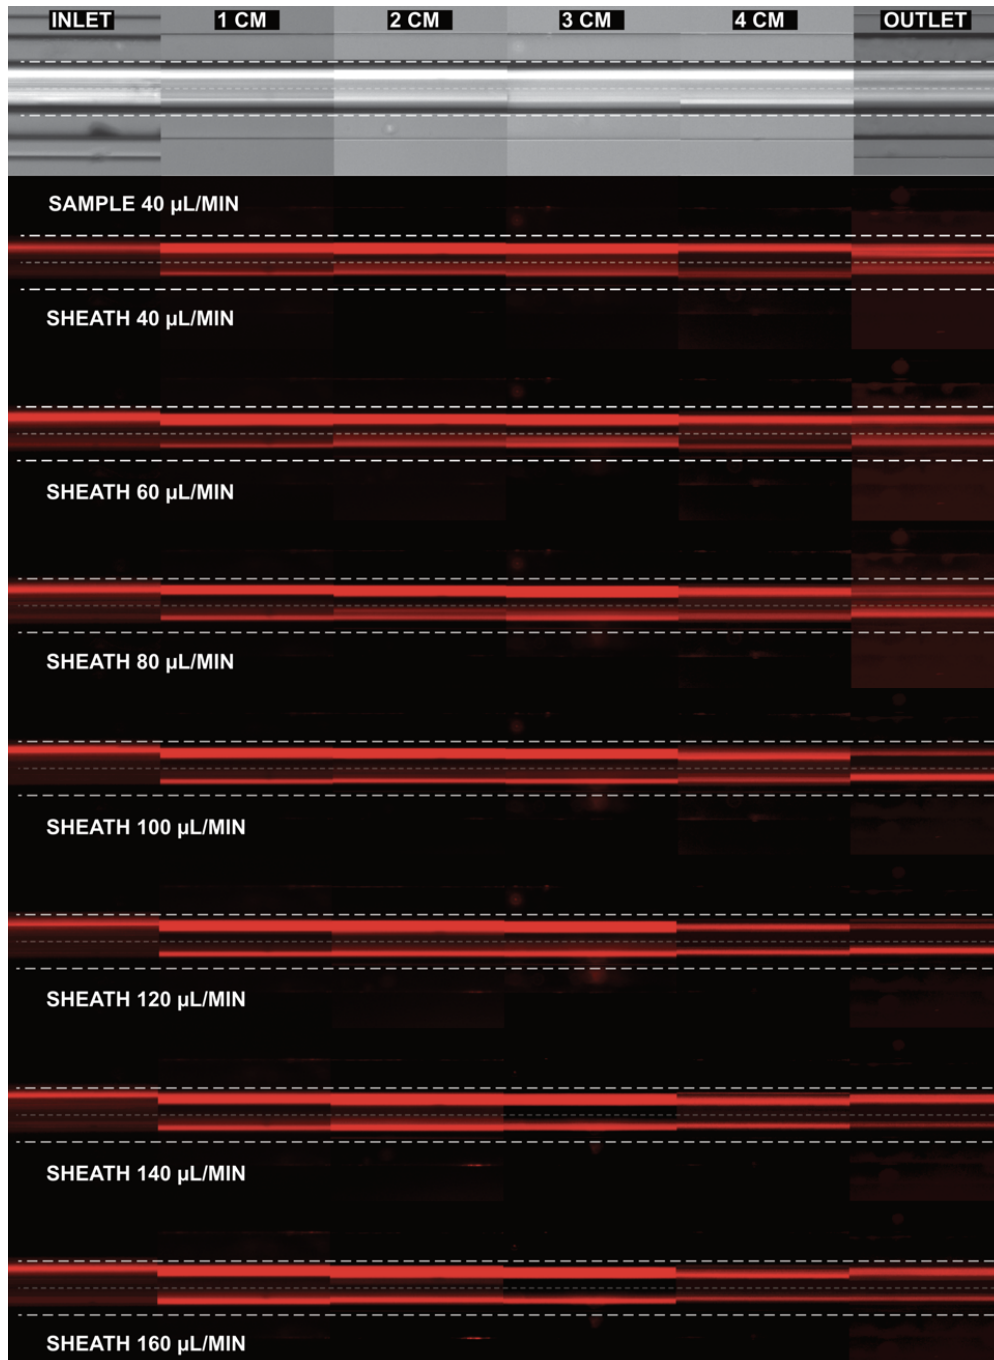 INLET 1 CM 2 CM 3 CM 4 CM OUTLET
SAMPLE 40 µL/MIN
SHEATH 40 µL/MIN
SHEATH 60 µL/MIN
SHEATH 80 µL/MIN
SHEATH 100 µL/MIN
SHEATH 120 µL/MIN
SHEATH 140 µL/MIN
SHEATH 160 µL/MIN